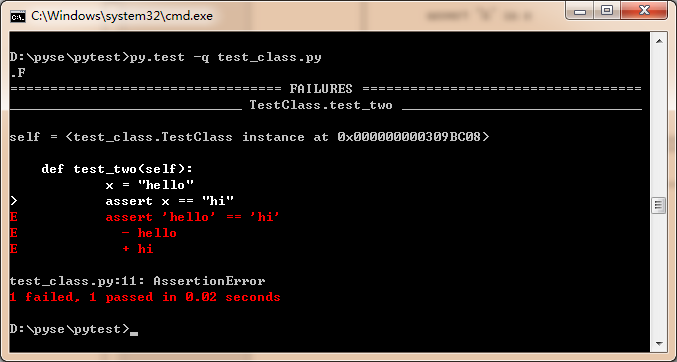 C:\Windows\system32\cmd.exe
D:\pyse\pytest>py.test -q test_class.py
.F
================================== FAILURES ===================================
_____________________________ TestClass.test_two ______________________________
self = <test_class.TestClass instance at 0x000000000309BC08>
def test_two(self):
x = "hello"
> assert x == "hi"
E assert 'hello' == 'hi'
E - hello
E + hi
test_class.py:11: AssertionError
1 failed, 1 passed in 0.02 seconds
D:\pyse\pytest>_